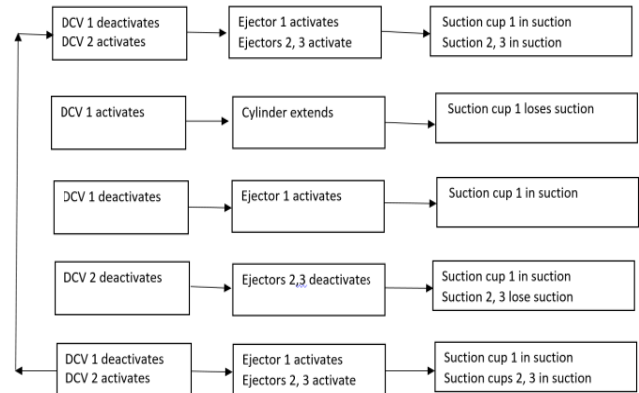 DCV 1 deactivates
DCV 2 activates
Ejector 1 activates
Ejectors 2, 3 activate
Suction cup 1 in suction
Suction 2, 3 in suction
DCV 1 activates
Cylinder extends
Suction cup 1 loses suction
DCV 1 deactivates
Ejector 1 activates
Suction cup 1 in suction
DCV 2 deactivates
Ejectors 2,3 deactivates
Suction cup 1 in suction
Suction 2, 3 lose suction
DCV 1 deactivates
DCV 2 activates
Ejector 1 activates
Ejectors 2, 3 activate
Suction cup 1 in suction
Suction cups 2, 3 in suction